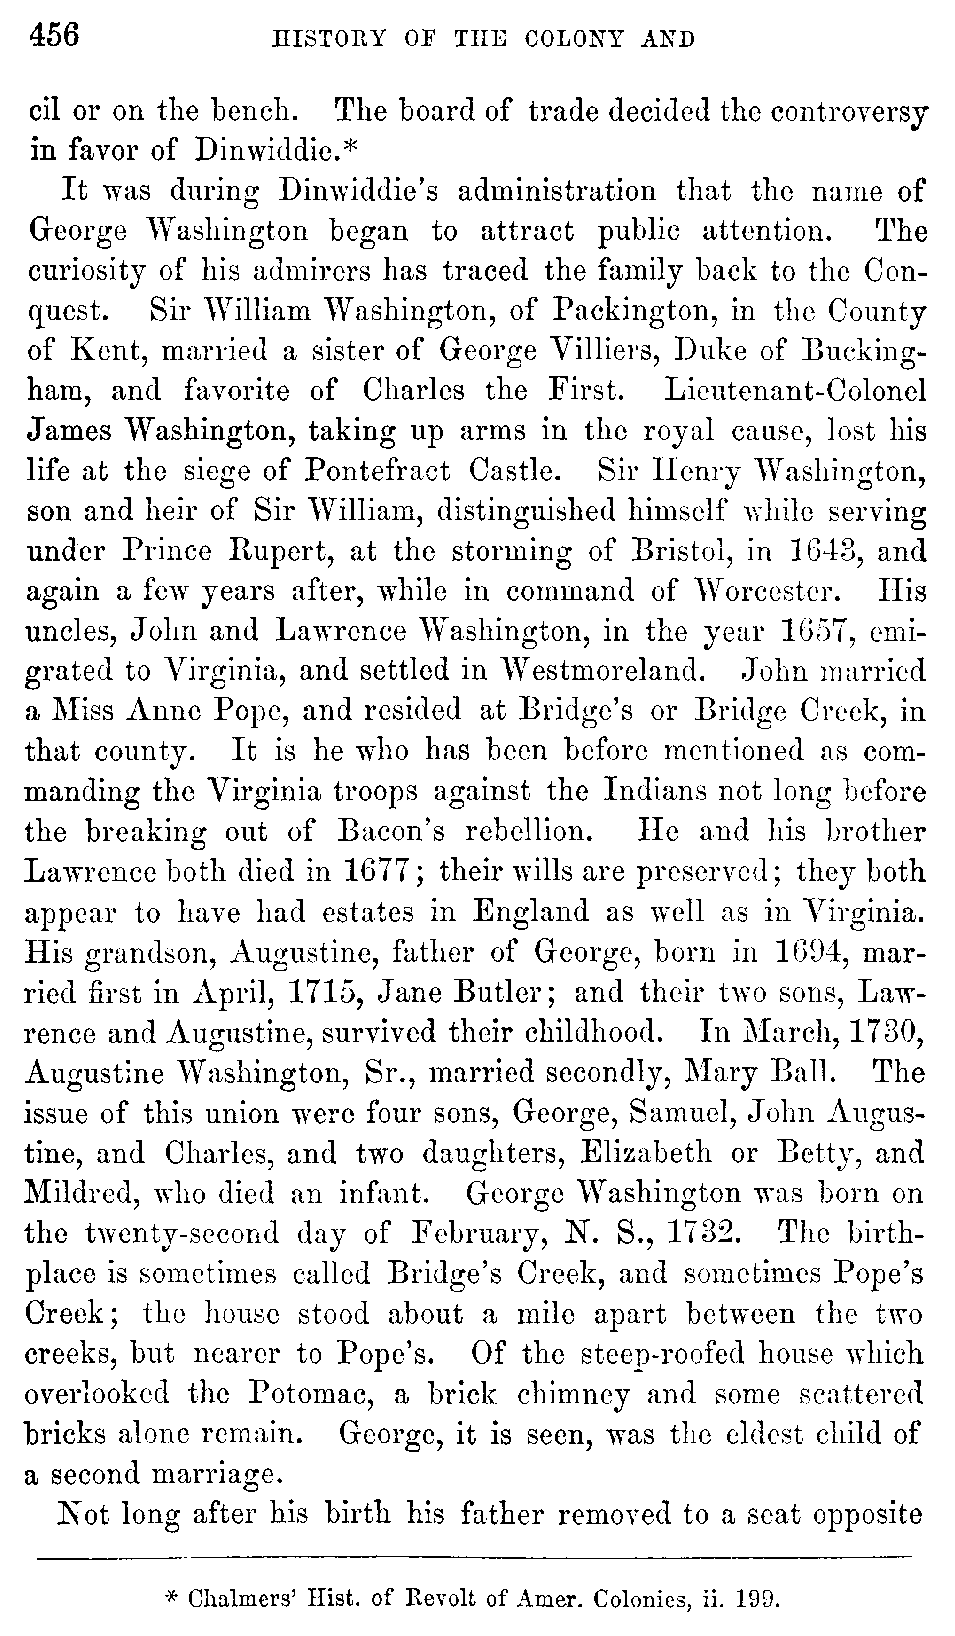 456 HISTORY OF THE COLONY AND
cil or on the bench. The board of trade decided the controversy
in favor of Dinwiddie.*
It was during Dinwiddie's administration that the name of
George Washington began to attract public attention. The
curiosity of his admirers has traced the family back to the Con-
quest. Sir William Washington, of Packington, in the County
of Kent, married a sister of George Villiers, Duke of Bucking-
ham, and favorite of Charles the First. Lieutenant-Colonel
James Washington, taking up arms in the royal cause, lost his
life at the siege of Pontefract Castle. Sir Henry Washington,
son and heir of Sir William, distinguished himself while serving
under Prince Rupert, at the storming of Bristol, in 1643, and
again a few years after, while in command of Worcester. His
uncles, John and Lawrence Washington, in the year 1657, emi-
grated to Virginia, and settled in Westmoreland. John married
a Miss Anne Pope, and resided at Bridge's or Bridge Creek, in
that county. It is he who has been before mentioned as com-
manding the Virginia troops against the Indians not long before
the breaking out of Bacon's rebellion. He and his brother
Lawrence both died in 1677; their wills are preserved; they both
appear to have had estates in England as well as in Virginia.
His grandson, Augustine, father of George, born in 1694, mar-
ried first in April, 1715, Jane Butler; and their two sons, Law-
rence and Augustine, survived their childhood. In March, 1730,
Augustine Washington, Sr., married secondly, Mary Ball. The
issue of this union were four sons, George, Samuel, John Augus-
tine, and Charles, and two daughters, Elizabeth or Betty, and
Mildred, who died an infant. George Washington was born on
the twenty-second day of February, N. S., 1732. The birth-
place is sometimes called Bridge's Creek, and sometimes Pope's
Creek; the house stood about a mile apart between the two
creeks, but nearer to Pope's. Of the steep-roofed house which
overlooked the Potomac, a brick chimney and some scattered
bricks alone remain. George, it is seen, was the eldest child of
a second marriage.
Not long after his birth his father removed to a seat opposite
* Chalmers' Hist. of Revolt of Amer. Colonies, ii. 199.